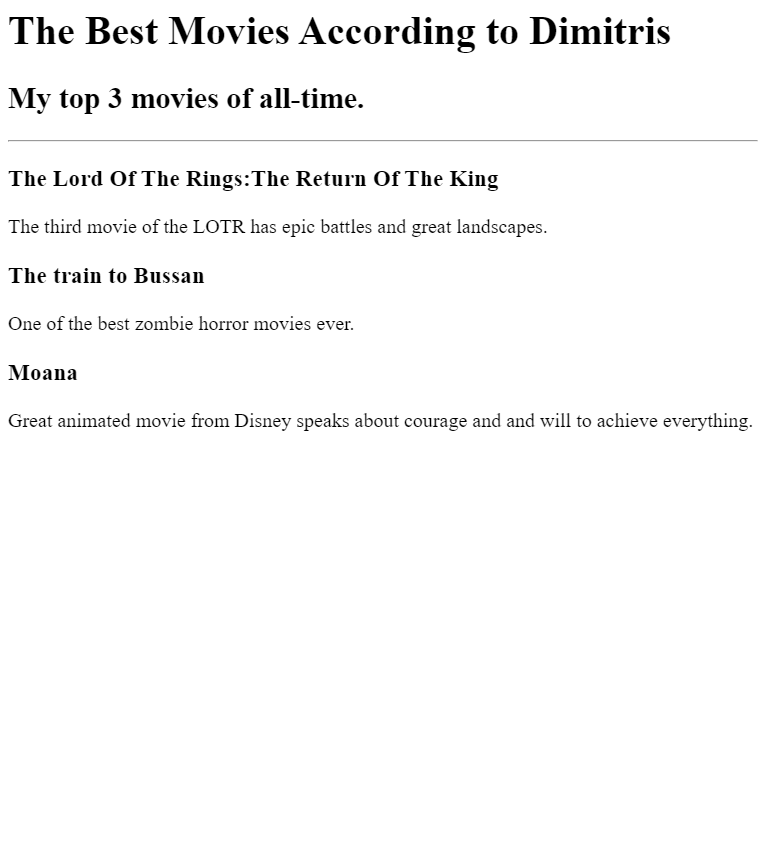 The Best Movies According to Dimitris
My top 3 movies of all-time.
The Lord Of The Rings:The Return Of The King
The third movie of the LOTR has epic battles and great landscapes.
The train to Bussan
One of the best zombie horror movies ever.
Moana
Great animated movie from Disney speaks about courage and and will to achieve everything.